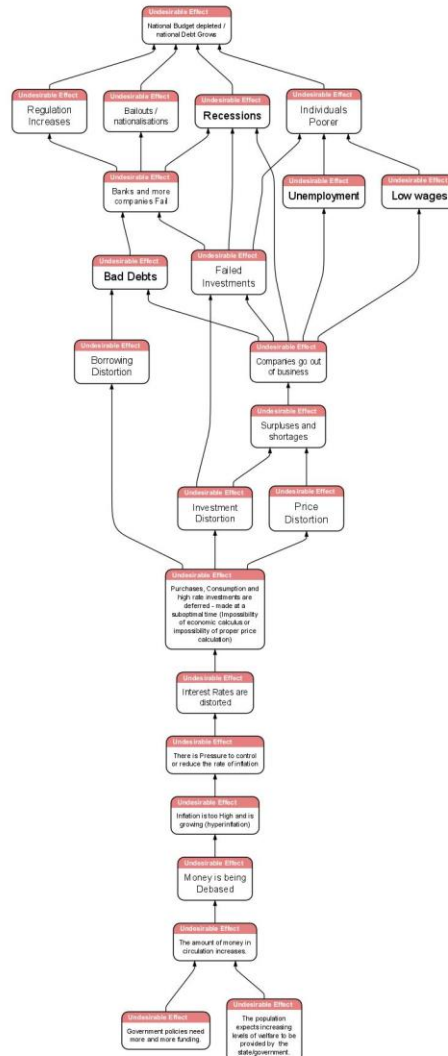 Undesirable Effect
National Budget depleted /
national Debt Grows
Undesirable Effect
Regulation
Increases
Undesirable Effect
Bailouts /
nationalisations
Undesirable Effect
Recessions
Undesirable Effect
Individuals
Poorer
Undesirable Effect
Banks and more
companies Fail
Undesirable Effect
Unemployment
Undesirable Effect
Low wages
Undesirable Effect
Bad Debts
Undesirable Effect
Failed
Investments
Undesirable Effect
Borrowing
Distortion
Undesirable Effect
Companies go out
of business
Undesirable Effect
Surpluses and
shortages
Undesirable Effect
Investment
Distortion
Undesirable Effect
Price
Distortion
Undesirable Effect
Purchases, Consumption and
high rate investments are
deferred - made at a
suboptimal time (Impossibility
of economic calculus or
impossibility of proper price
calculation)
Undesirable Effect
Interest Rates are
distorted
Undesirable Effect
There is Pressure to control
or reduce the rate of inflation
Undesirable Effect
Inflation is too High and is
growing (hyperinflation)
Undesirable Effect
Money is being
Debased
Undesirable Effect
The amount of money in
circulation increases.
Undesirable Effect
Government policies need
more and more funding.
Undesirable Effect
The population
expects increasing
levels of welfare to be
provided by the
state/government.